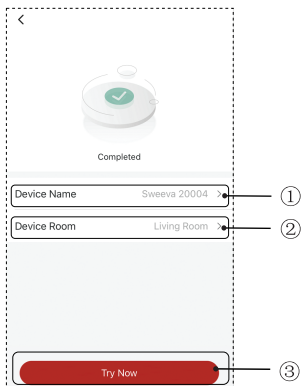 Completed
Device Name Sweeva 20004 >
①
Device Room Living Room >
②
Try Now
③